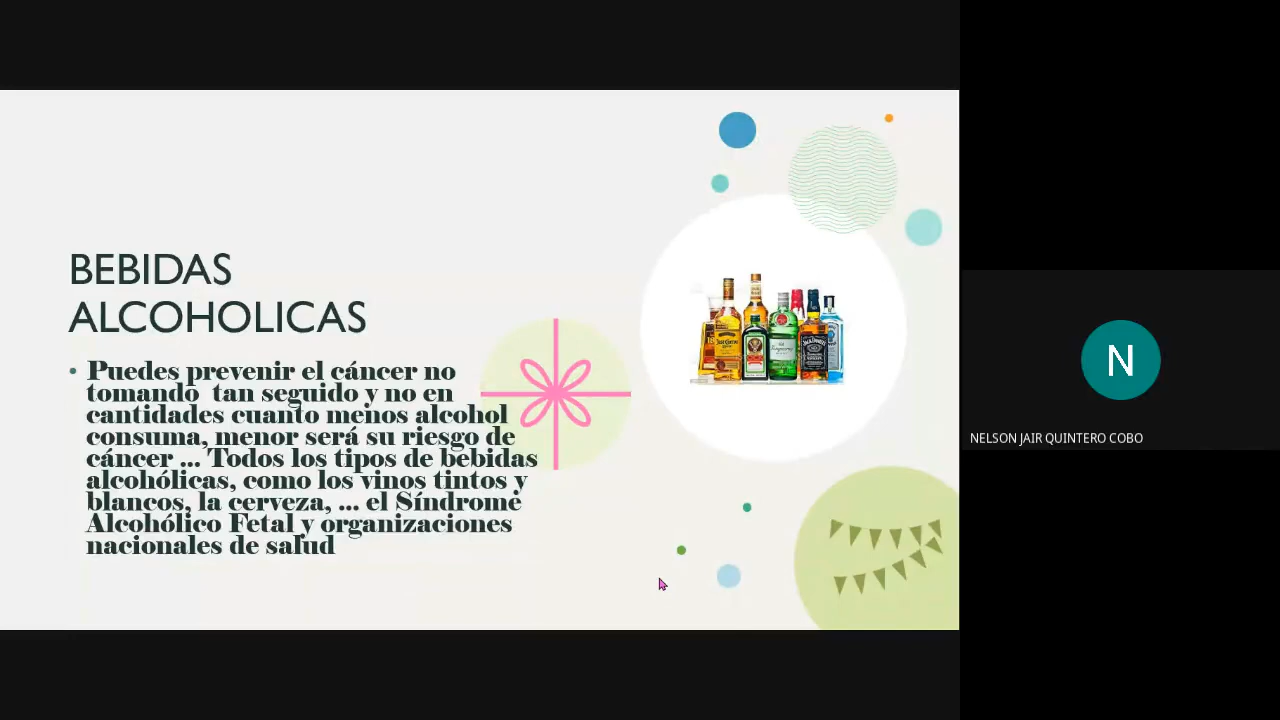 BEBIDAS
ALCOHOLICAS
• Puedes prevenir el cáncer no
tomando tan seguido y no en
cantidades cuanto menos alcohol
consuma, menor será su riesgo de
cáncer ... Todos los tipos de bebidas
alcohólicas, como los vinos tintos y
blancos, la cerveza, ... el Síndrome
Alcohólico Fetal y organizaciones
nacionales de salud
N
NELSON JAIR QUINTERO COBO